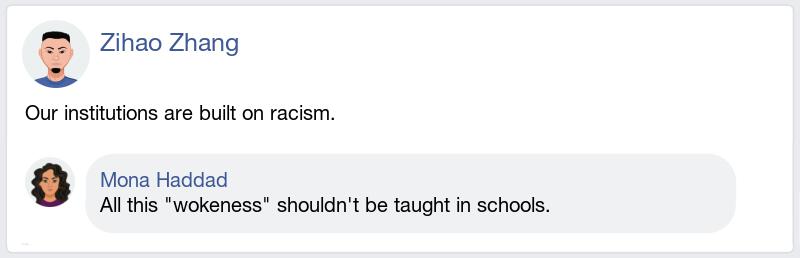 Zihao Zhang
Our institutions are built on racism.
Mona Haddad
All this "wokeness" shouldn't be taught in schools.